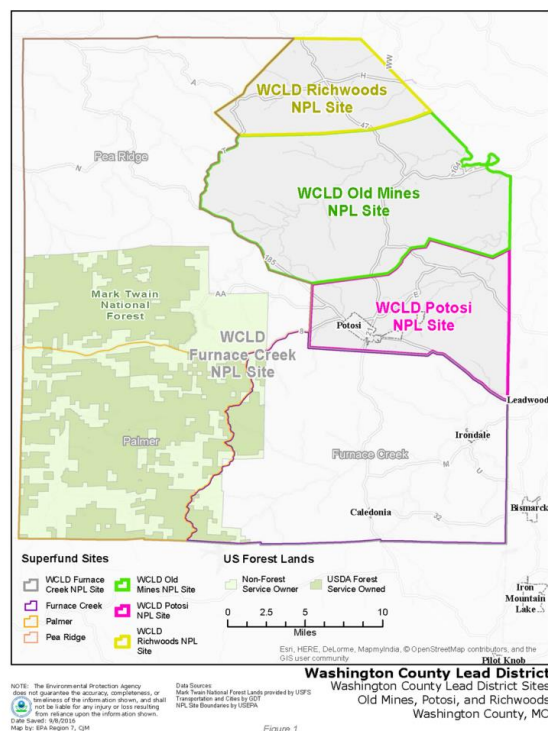 WW
H
A
WCLD Richwoods
NPL Site
47
Pea Ridge
T
104
N
WCLD Old Mines
NPL Site
185
AA
Mark Twain
National
Forest
WCLD Potosi
NPL Site
E
Potosi
21
8
WCLD
Furnace Creek
NPL Site
Leadwood
Palmer
Irondale
Furnace Creek
M
U
Caledonia
32
Bismarck
Superfund Sites
WCLD Furnace
Creek NPL Site
Furnace Creek
Palmer
Pea Ridge
WCLD Old
Mines NPL Site
WCLD Potosi
NPL Site
WCLD
Richwoods NPL
Site
US Forest Lands
Non-Forest
Service Owner
USDA Forest
Service Owner
0 5 10
Miles
Iron
Mountain
Lake
Esri, HERE, DeLorme, MapmyIndia, © OpenStreetMap contributors, and the
GIS user community
Pilot Knob
NOTE: The Environmental Protection Agency
does not guarantee the accuracy, completeness, or
timeliness of the information shown, and shall
not be liable for any injury or loss resulting
from reliance upon the information shown.
Date Saved: 9/8/2016
Map by: EPA Region 7, CJM
Data Sources:
Mark Twain National Forest Lands provided by USFS
Transportation and Cities by GDT
NPL Site Boundaries by USEPA
Figure 1
Washington County Lead District
Washington County Lead District Sites
Old Mines, Potosi, and Richwoods
Washington County, MO